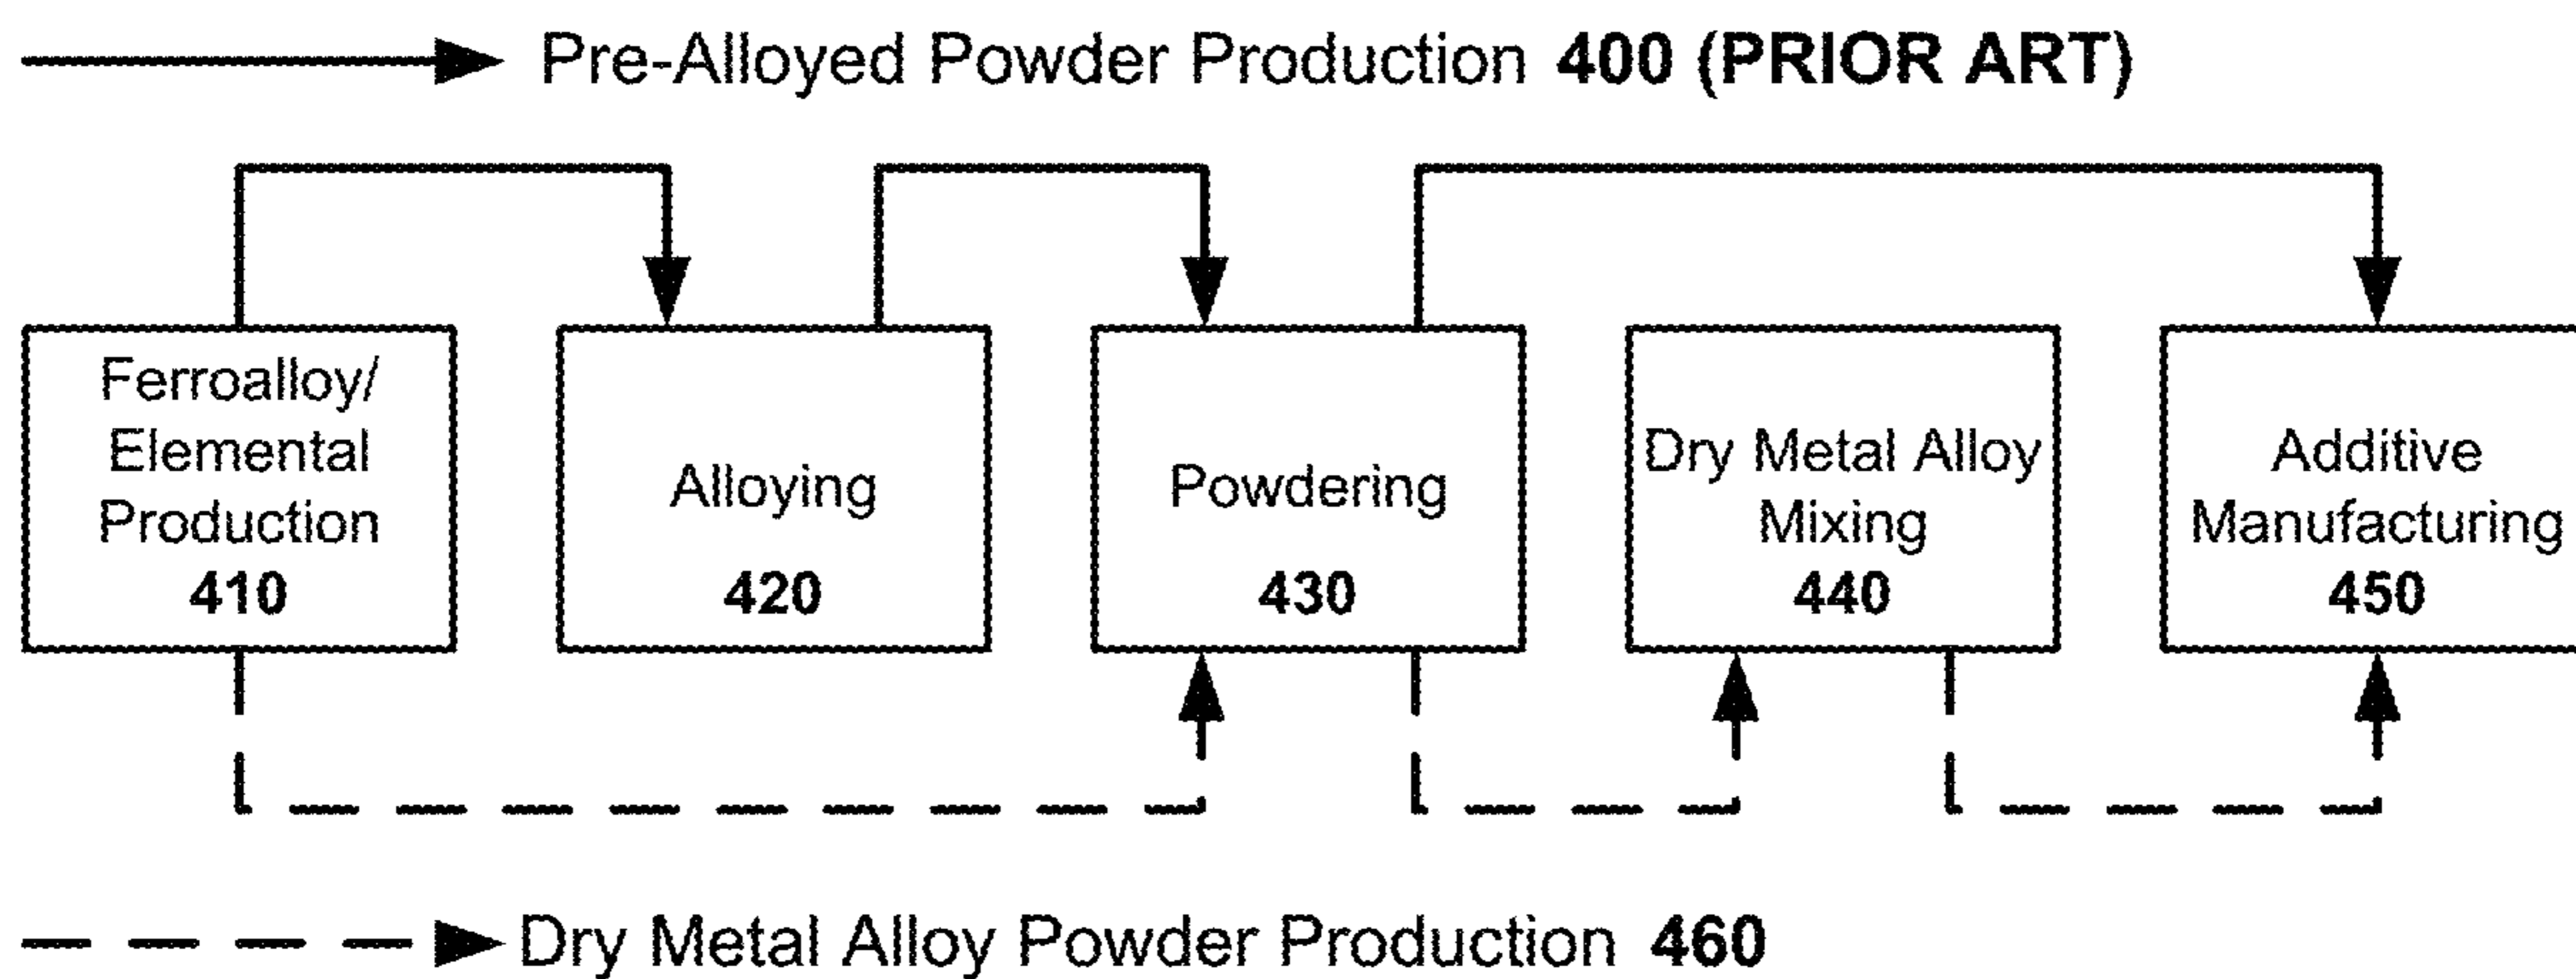 Pre-Alloyed Powder Production 400 (PRIOR ART)
Ferroalloy/
Elemental
Production
410
Alloying
420
Powdering
430
Dry Metal Alloy
Mixing
440
Additive
Manufacturing
450
Dry Metal Alloy Powder Production 460